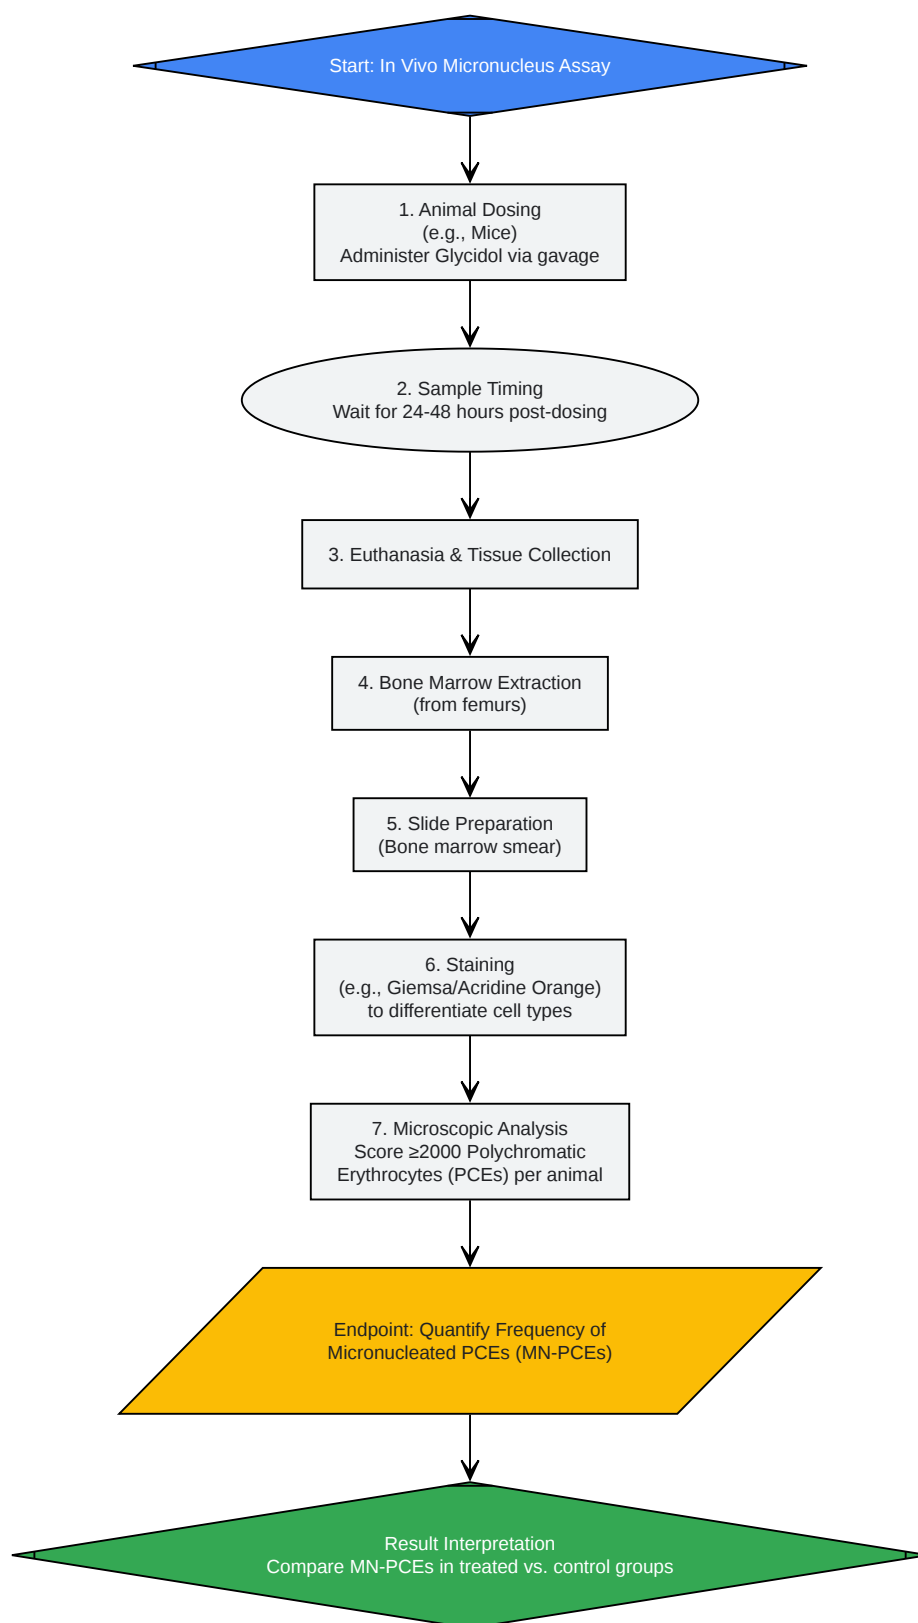 Start: In Vivo Micronucleus Assay
1. Animal Dosing
(e.g., Mice)
Administer Glycidol via gavage
2. Sample Timing
Wait for 24-48 hours post-dosing
3. Euthanasia & Tissue Collection
4. Bone Marrow Extraction
(from femurs)
5. Slide Preparation
(Bone marrow smear)
6. Staining
(e.g., Giemsa/Acridine Orange)
to differentiate cell types
7. Microscopic Analysis
Score ≥2000 Polychromatic
Erythrocytes (PCEs) per animal
Endpoint: Quantify Frequency of
Micronucleated PCEs (MN-PCEs)
Result Interpretation
Compare MN-PCEs in treated vs. control groups